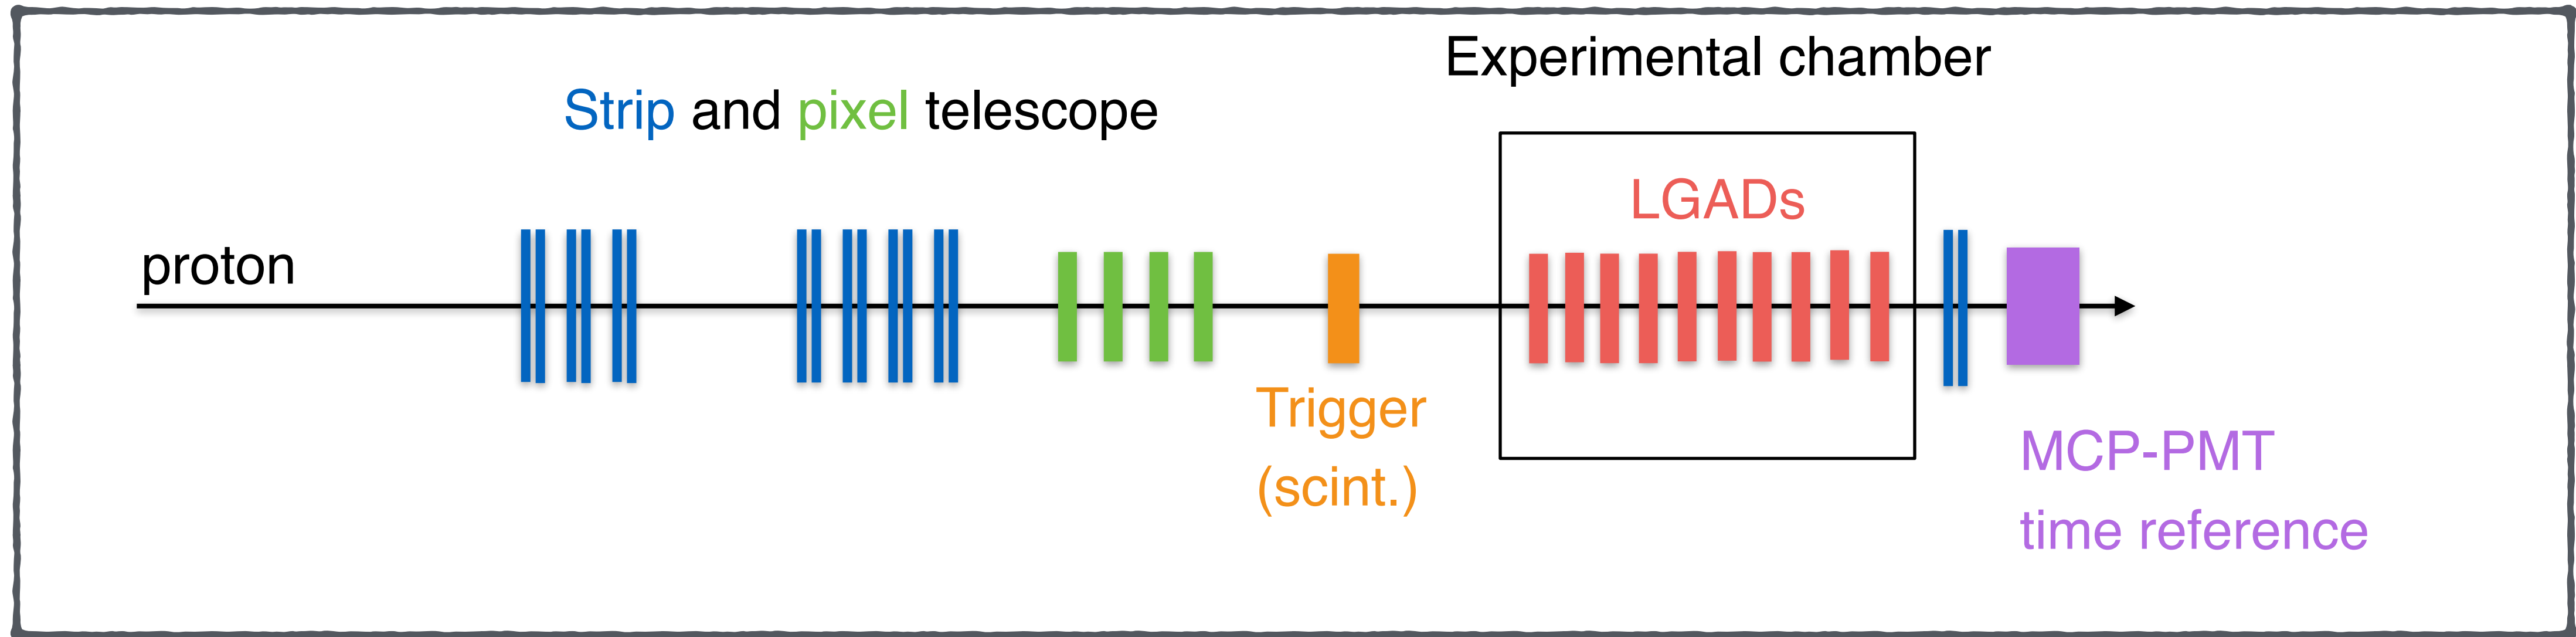 Experimental chamber
Strip and pixel telescope
LGADs
proton
Trigger
(scint.)
MCP-PMT
time reference